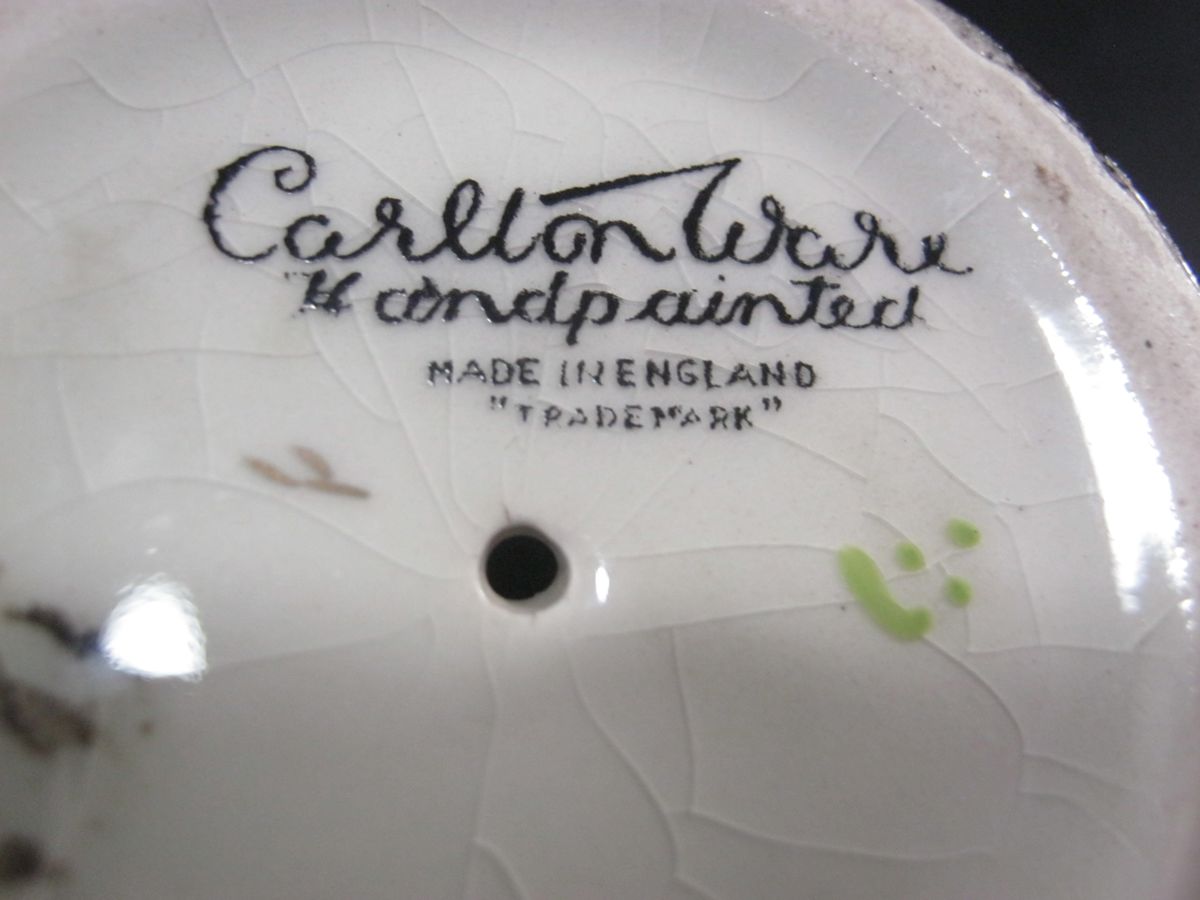 Carlton Ware
"Handpainted
MADE IN ENGLAND
"TRADEMARK"